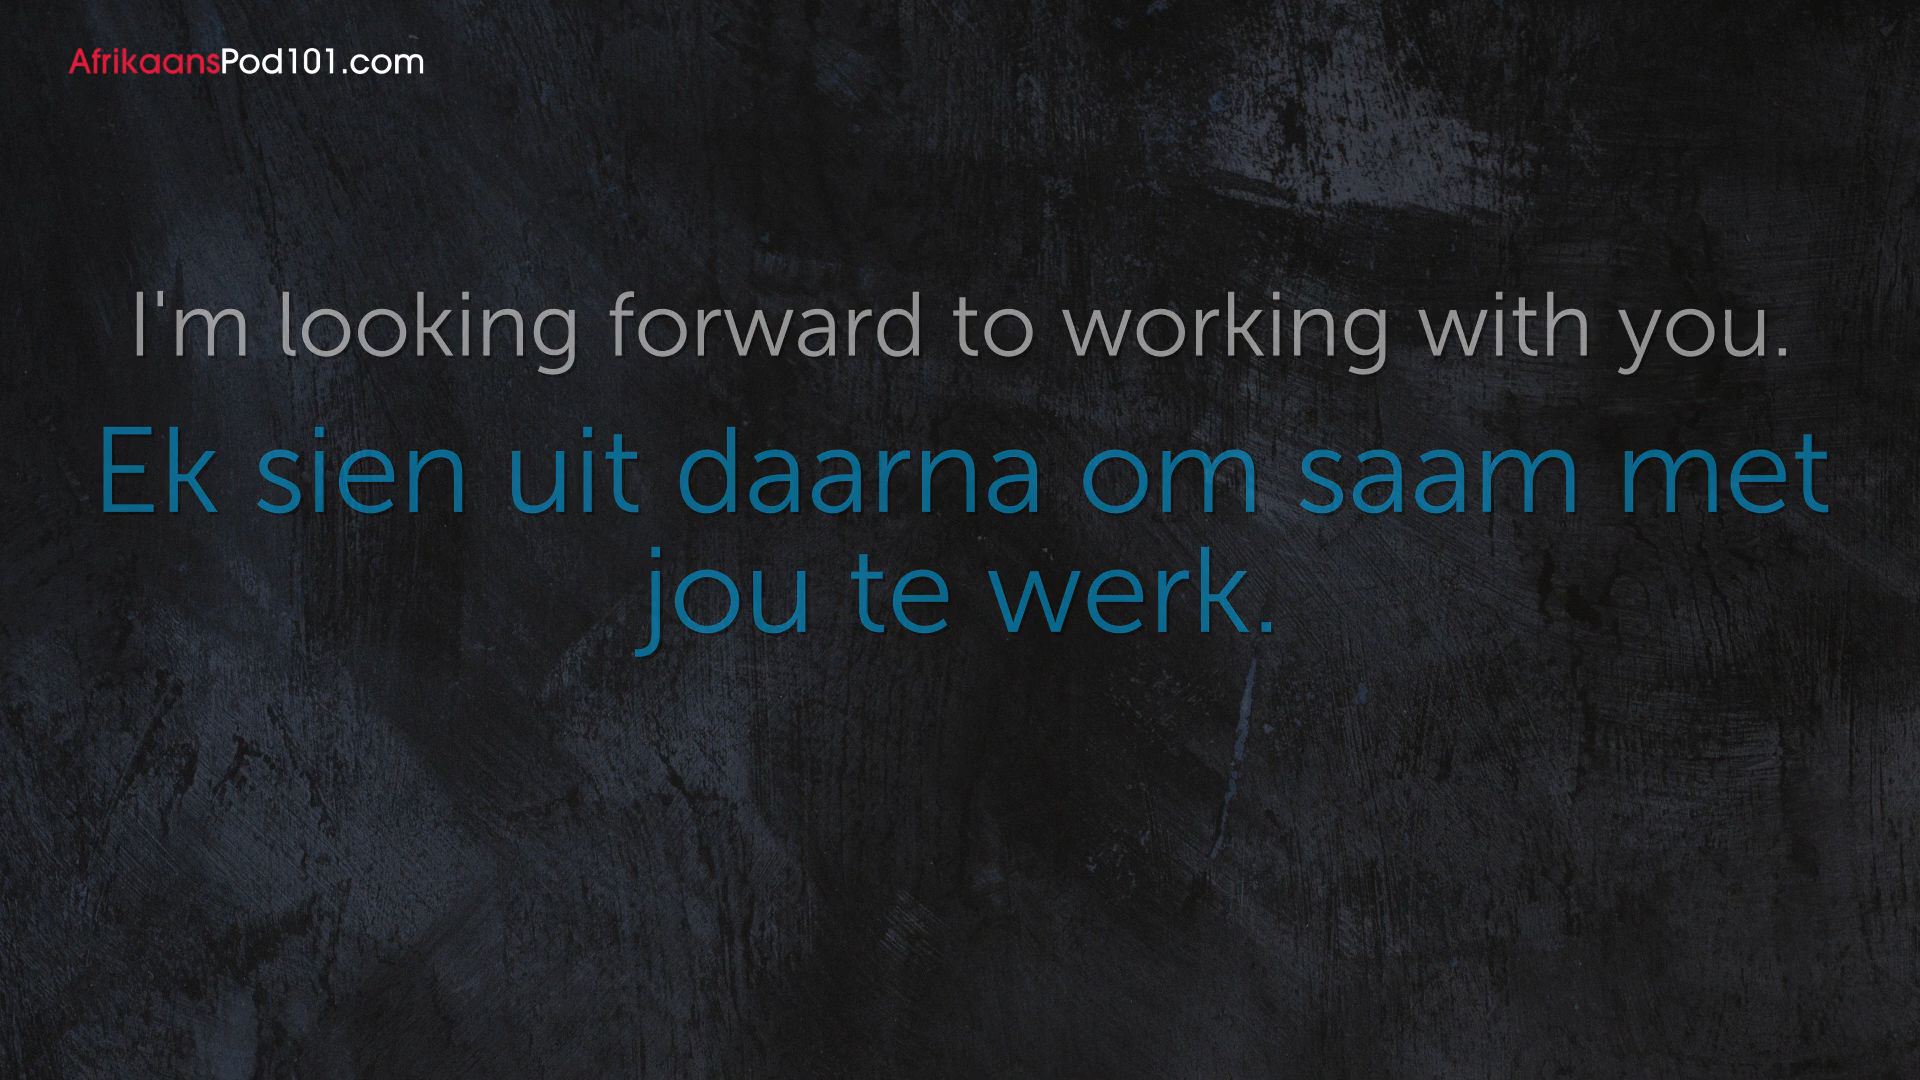 AfrikaansPod101.com
I'm looking forward to working with you.
Ek sien uit daarna om saam met
jou te werk.